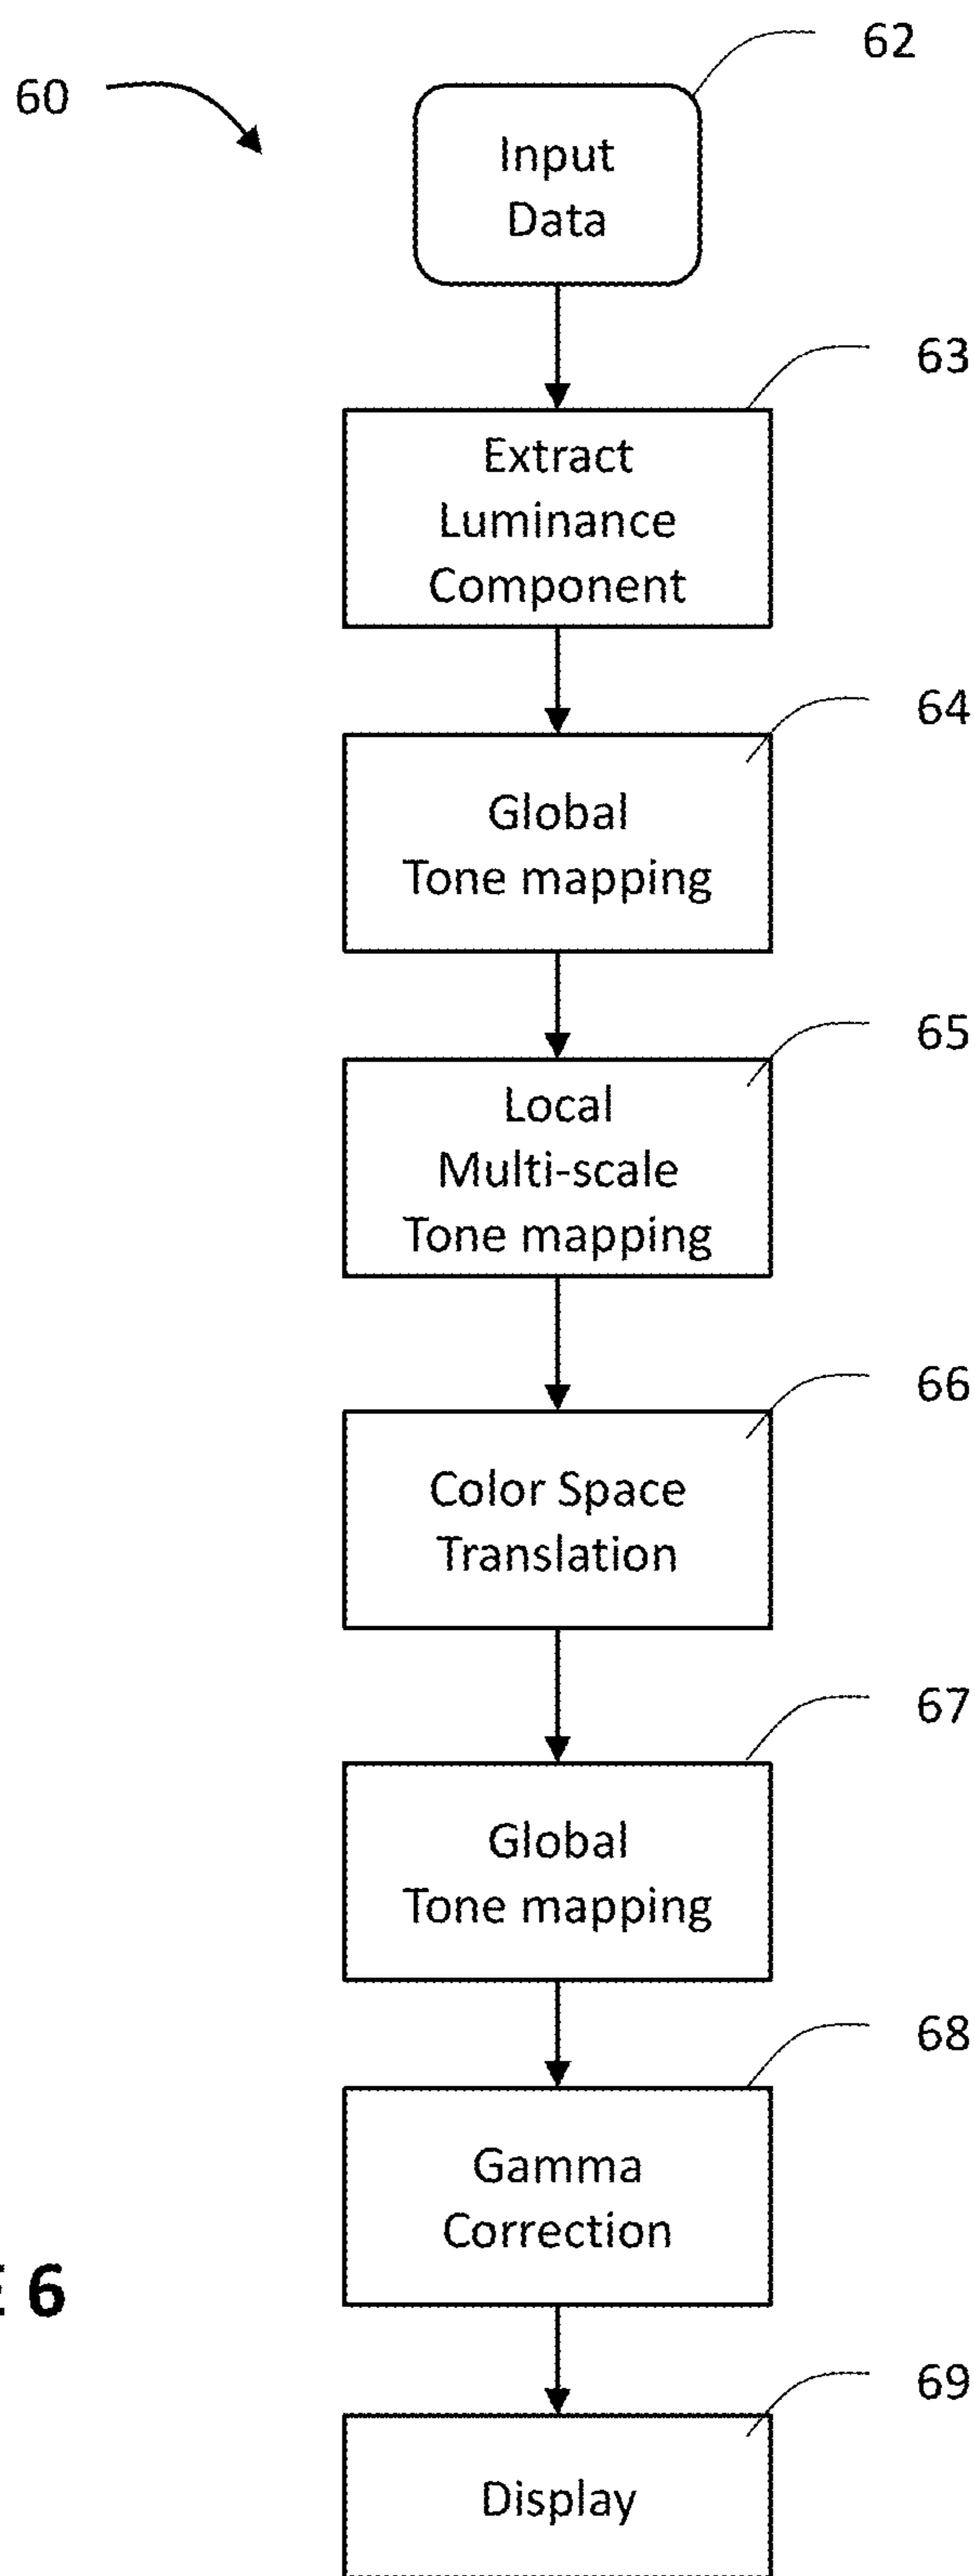 62
60
Input
Data
63
Extract
Luminance
Component
64
Global
Tone mapping
65
Local
Multi-scale
Tone mapping
66
Color Space
Translation
67
Global
Tone mapping
68
Gamma
Correction
6
69
Display